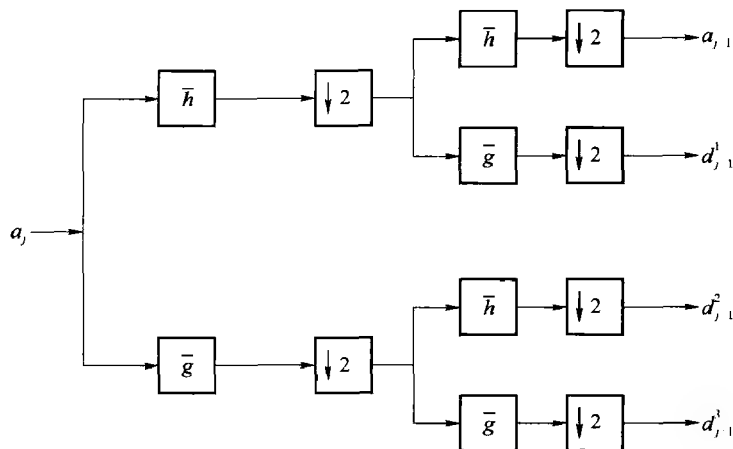 h̄ ↓2 a_{j-1}
h̄ ↓2
ḡ ↓2 d^1_{j-1}
a_j
h̄ ↓2 d^2_{j-1}
ḡ ↓2
ḡ ↓2 d^3_{j-1}